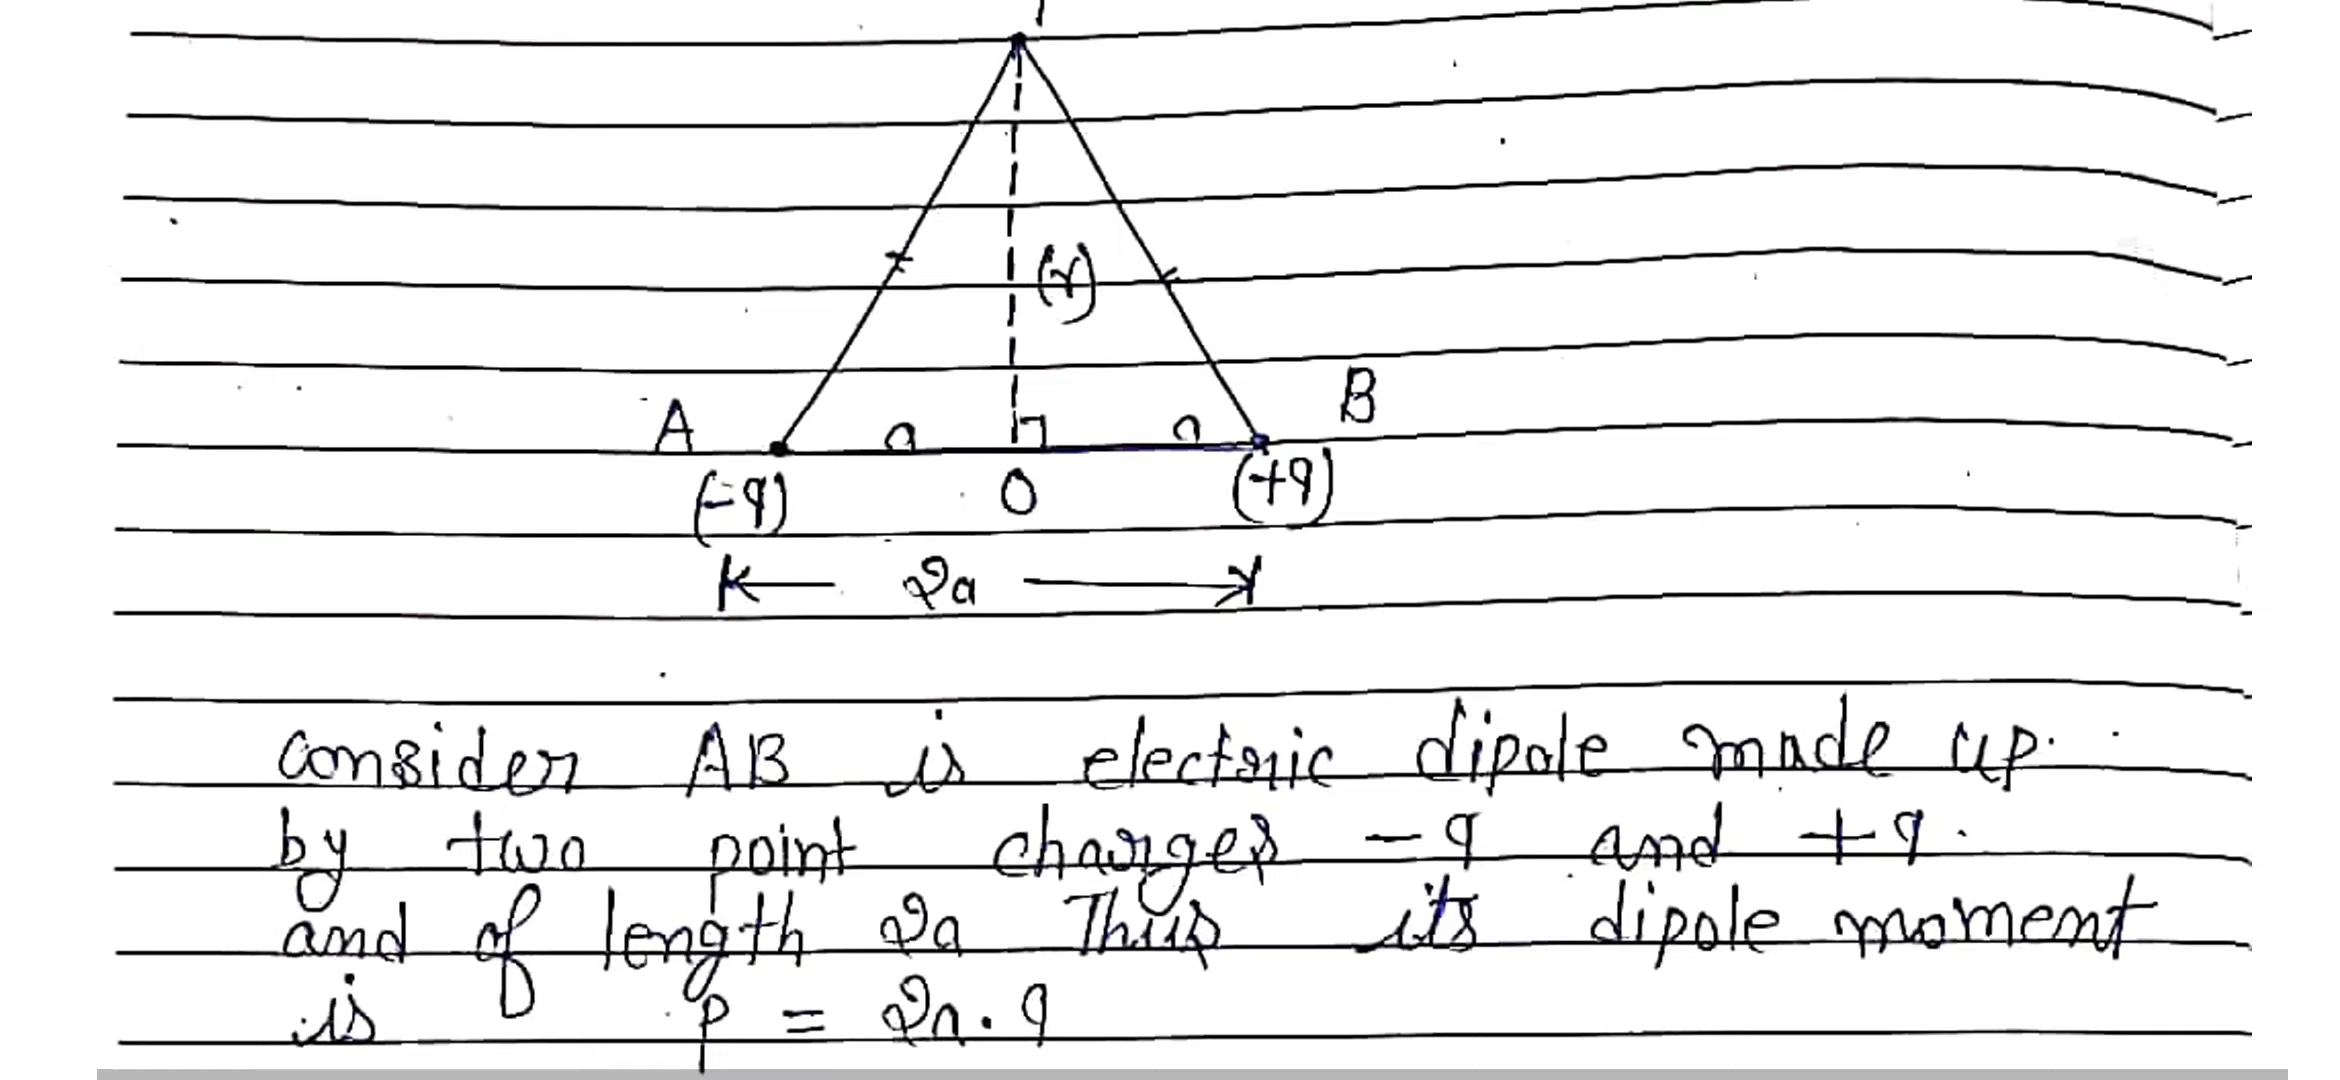 (r)
A a a B
(-q) O (+q)
2a
consider AB is electric dipole made up
by two point charges -q and +q.
and of length 2a Thus its dipole moment
is p = 2a.q